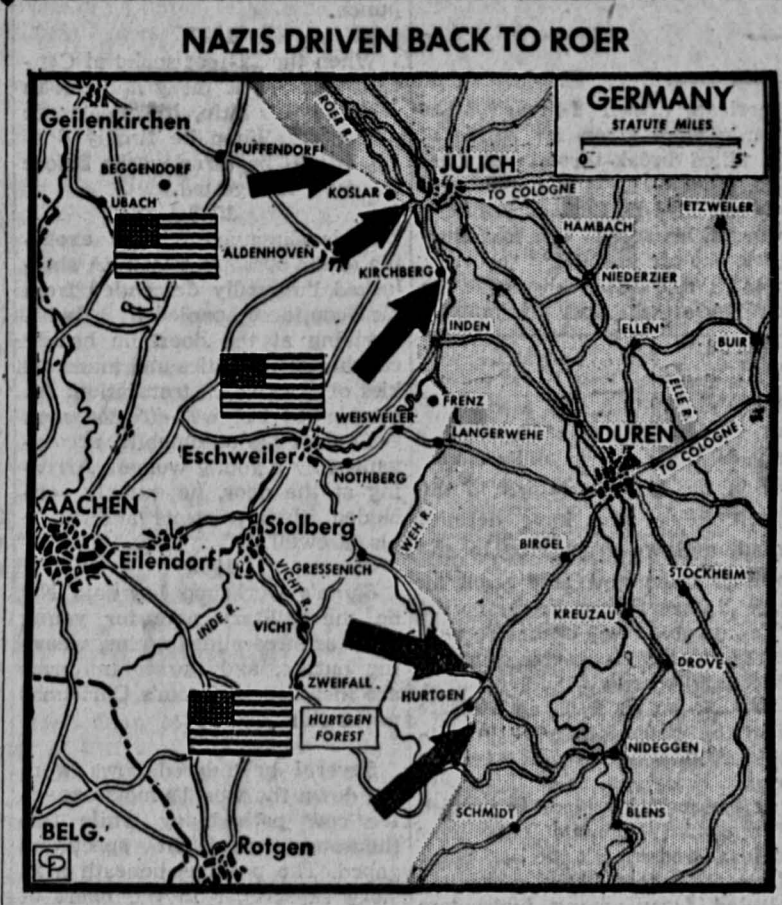 NAZIS DRIVEN BACK TO ROER
GERMANY
STATUTE MILES
0 5
Geilenkirchen
ROER R.
PUFFENDORF
JULICH
BEGGENDORF
KOSLAR
TO COLOGNE
UBACH
ETZWEILER
HAMBACH
ALDENHOVEN
KIRCHBERG
NIEDERZIER
INDEN
ELLEN
BUIR
ELLE R.
FRENZ
WEISWEILER
LANGERWEHE
DUREN
TO COLOGNE
Eschweiler
NOTHBERG
AACHEN
Stolberg
WEH R.
Eilendorf
GRESSENICH
BIRGEL
STOCKHEIM
VICHT R.
INDE R.
KREUZAU
VICHT
DROVE
ZWEIFALL
HURTGEN
HURTGEN
FOREST
NIDEGGEN
SCHMIDT
BLENS
BELG.
CP
Rotgen